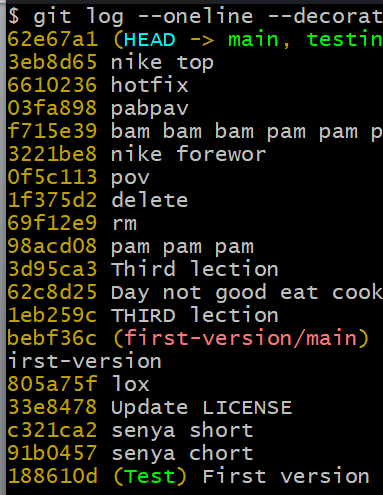 $ git log --oneline --decorat
62e67a1 (HEAD -> main, testin
3eb8d65 nike top
6610236 hotfix
03fa898 pabpav
f715e39 bam bam bam pam pam p
3221be8 nike forewor
0f5c113 pov
1f375d2 delete
69f12e9 rm
98acd08 pam pam pam
3d95ca3 Third lection
62c8d25 Day not good eat cook
1eb259c THIRD lection
bebf36c (first-version/main)
irst-version
805a75f lox
33e8478 Update LICENSE
c321ca2 senya short
91b0457 senya chort
188610d (Test) First version